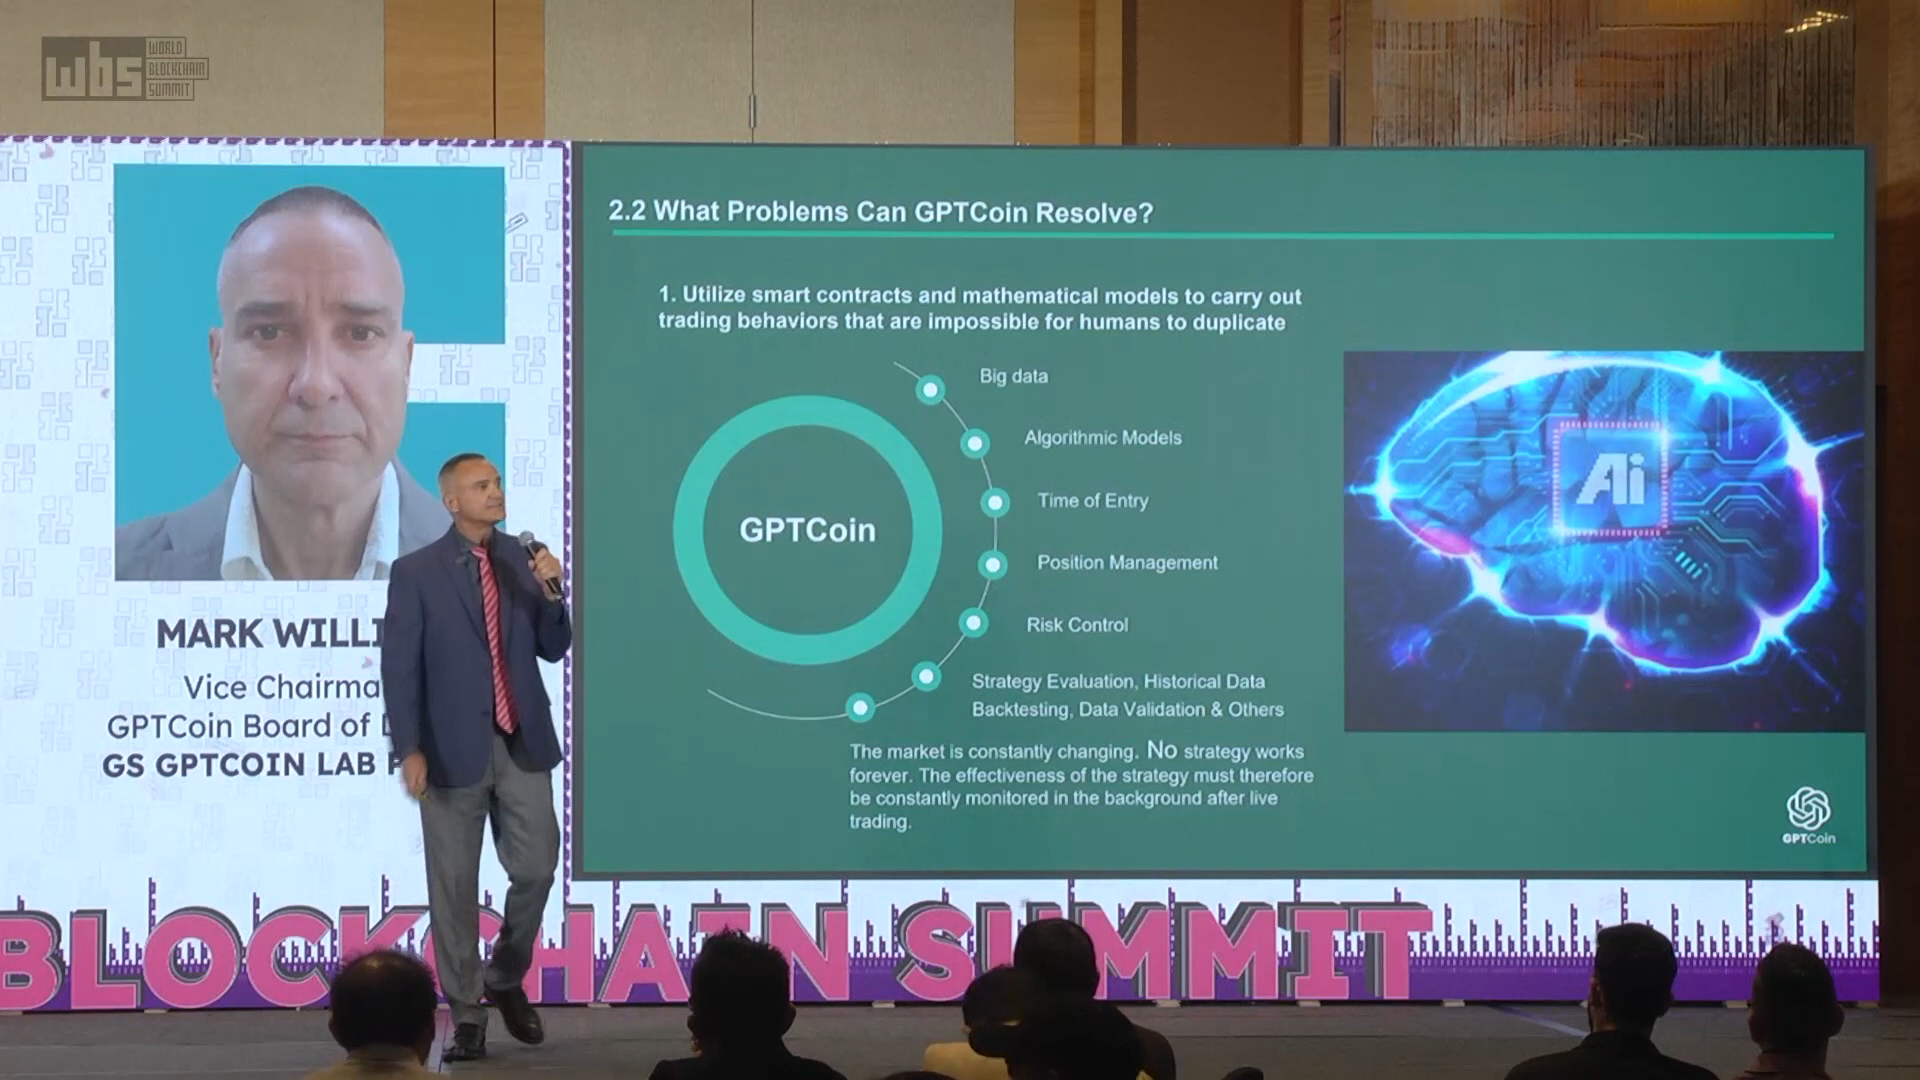 wbs WORLD
BLOCKCHAIN
SUMMIT
MARK WILLI
Vice Chairma
GPTCoin Board of
GS GPTCOIN LAB
2.2 What Problems Can GPTCoin Resolve?
1. Utilize smart contracts and mathematical models to carry out
trading behaviors that are impossible for humans to duplicate
Big data
Algorithmic Models
Time of Entry
GPTCoin
Position Management
Risk Control
Strategy Evaluation, Historical Data
Backtesting, Data Validation & Others
The market is constantly changing. No strategy works
forever. The effectiveness of the strategy must therefore
be constantly monitored in the background after live
trading.
Ai
GPTCoin
BLOCKCHAIN SUMMIT